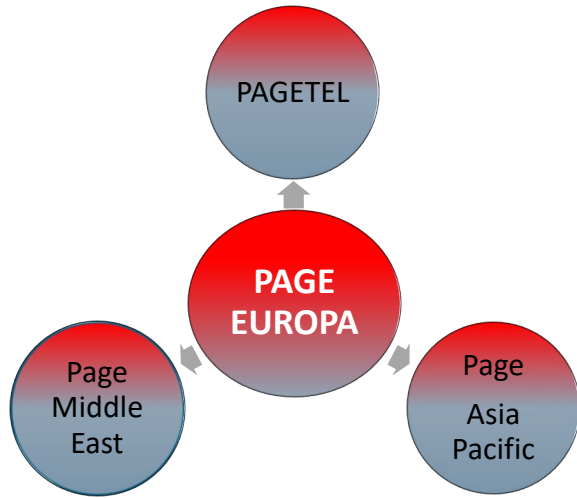 PAGETEL
PAGE
EUROPA
Page
Middle
East
Page
Asia
Pacific